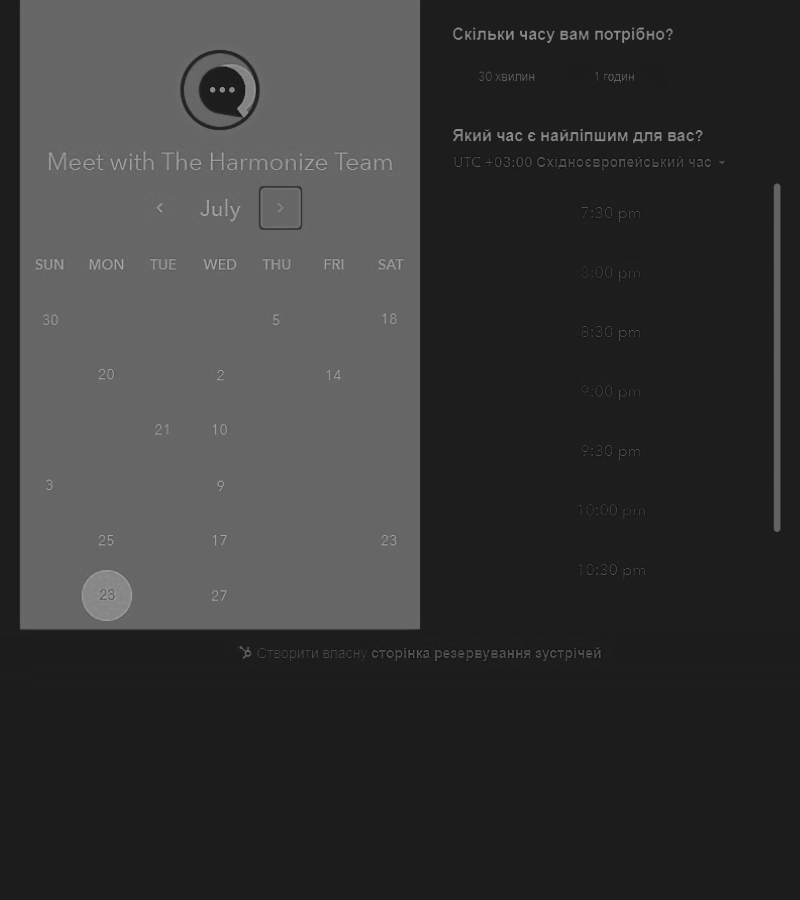 Meet with The Harmonize Team
July
SUN MON TUE WED THU FRI SAT
30 5 18
20 2 14
21 10
3 9
25 17 23
23 27
Скільки часу вам потрібно?
30 хвилин 1 годин
Який час є найліпшим для вас?
UTC +03:00 Східноєвропейський час
7:30 pm
8:00 pm
8:30 pm
9:00 pm
9:30 pm
10:00 pm
10:30 pm
Створити власну сторінка резервування зустрічей